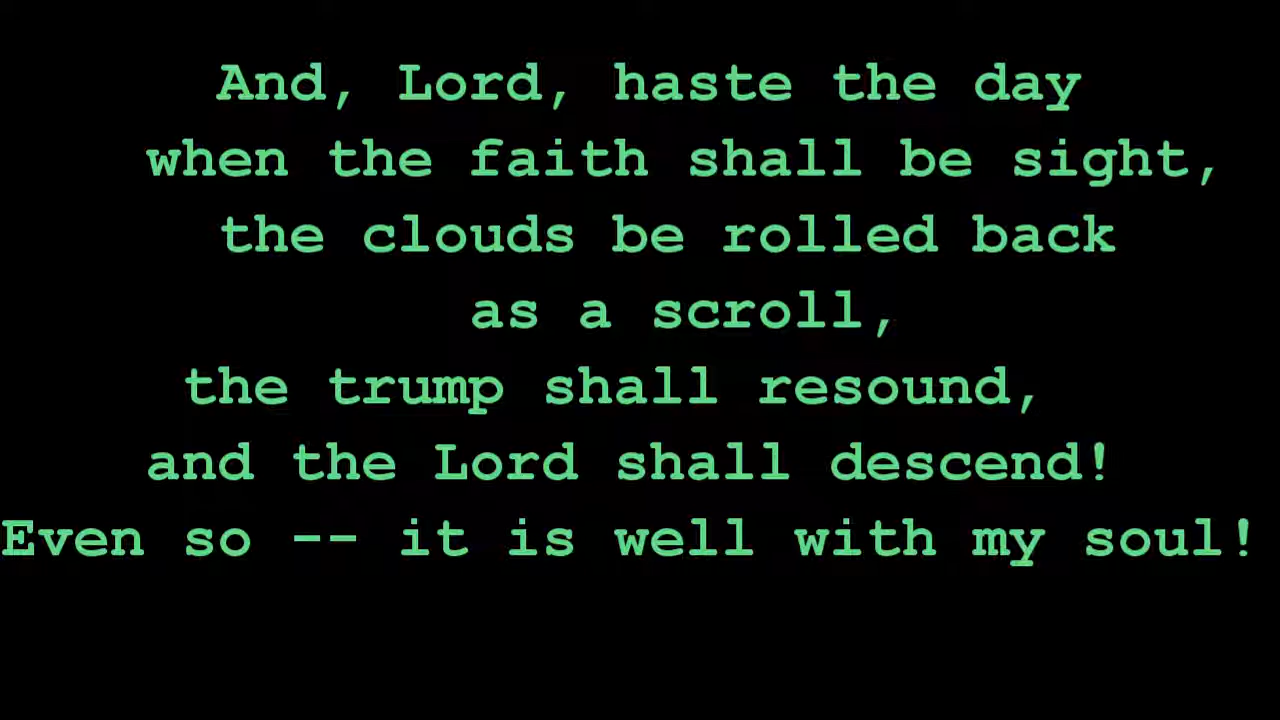 And, Lord, haste the day
when the faith shall be sight,
the clouds be rolled back
as a scroll,
the trump shall resound,
and the Lord shall descend!
Even so -- it is well with my soul!